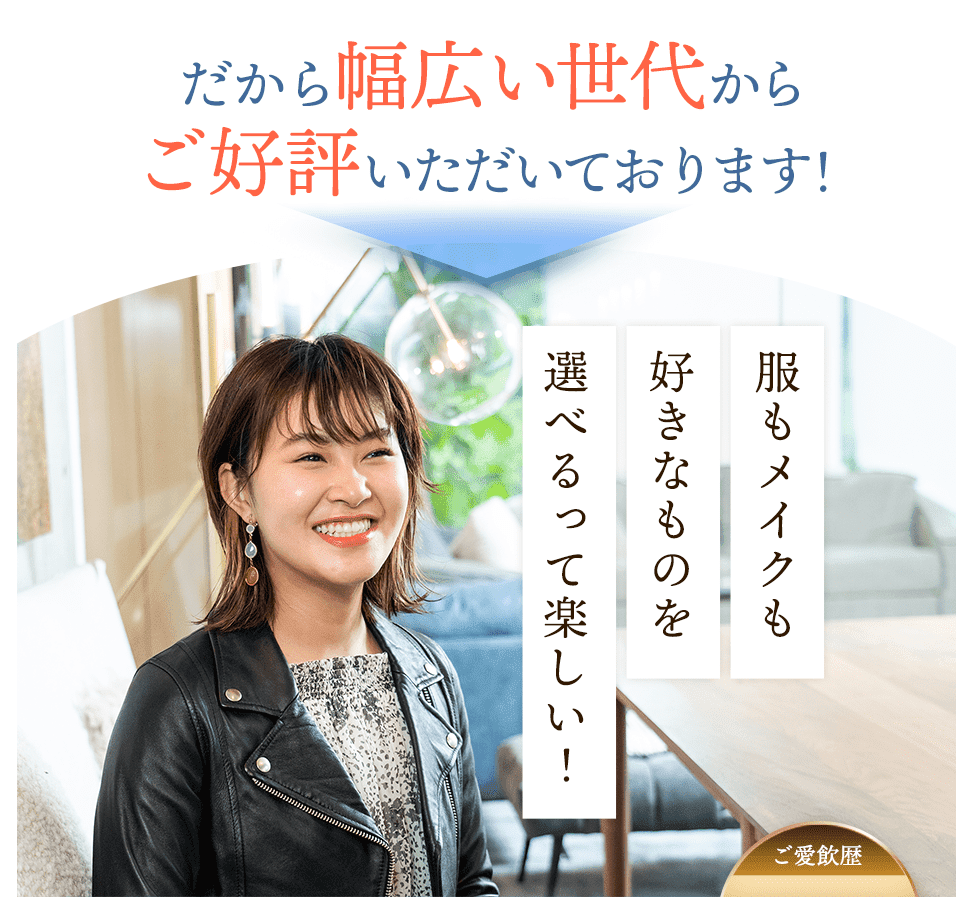 だから幅広い世代から
ご好評いただいております!
服もメイクも
好きなものを
選べるって楽しい!
ご愛飲歴